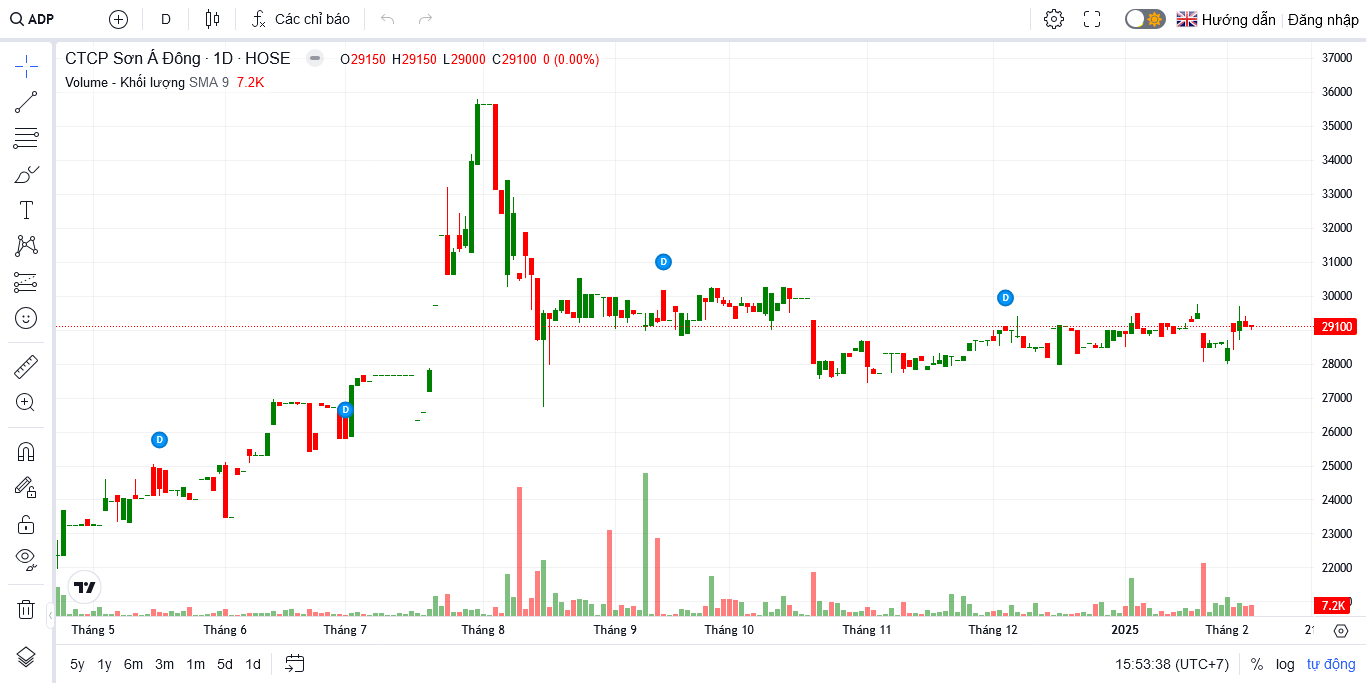 ADP D Các chỉ báo Hướng dẫn Đăng nhập
CTCP Sơn Á Đông · 1D · HOSE O29150 H29150 L29000 C29100 0 (0.00%)
Volume - Khối lượng SMA 9 7.2K
37000
36000
35000
34000
33000
32000
31000
30000
29100
28000
27000
26000
25000
24000
23000
22000
7.2K
D
D
D
D
T
Tháng 5 Tháng 6 Tháng 7 Tháng 8 Tháng 9 Tháng 10 Tháng 11 Tháng 12 2025 Tháng 2
5y 1y 6m 3m 1m 5d 1d 15:53:38 (UTC+7) % log tự động